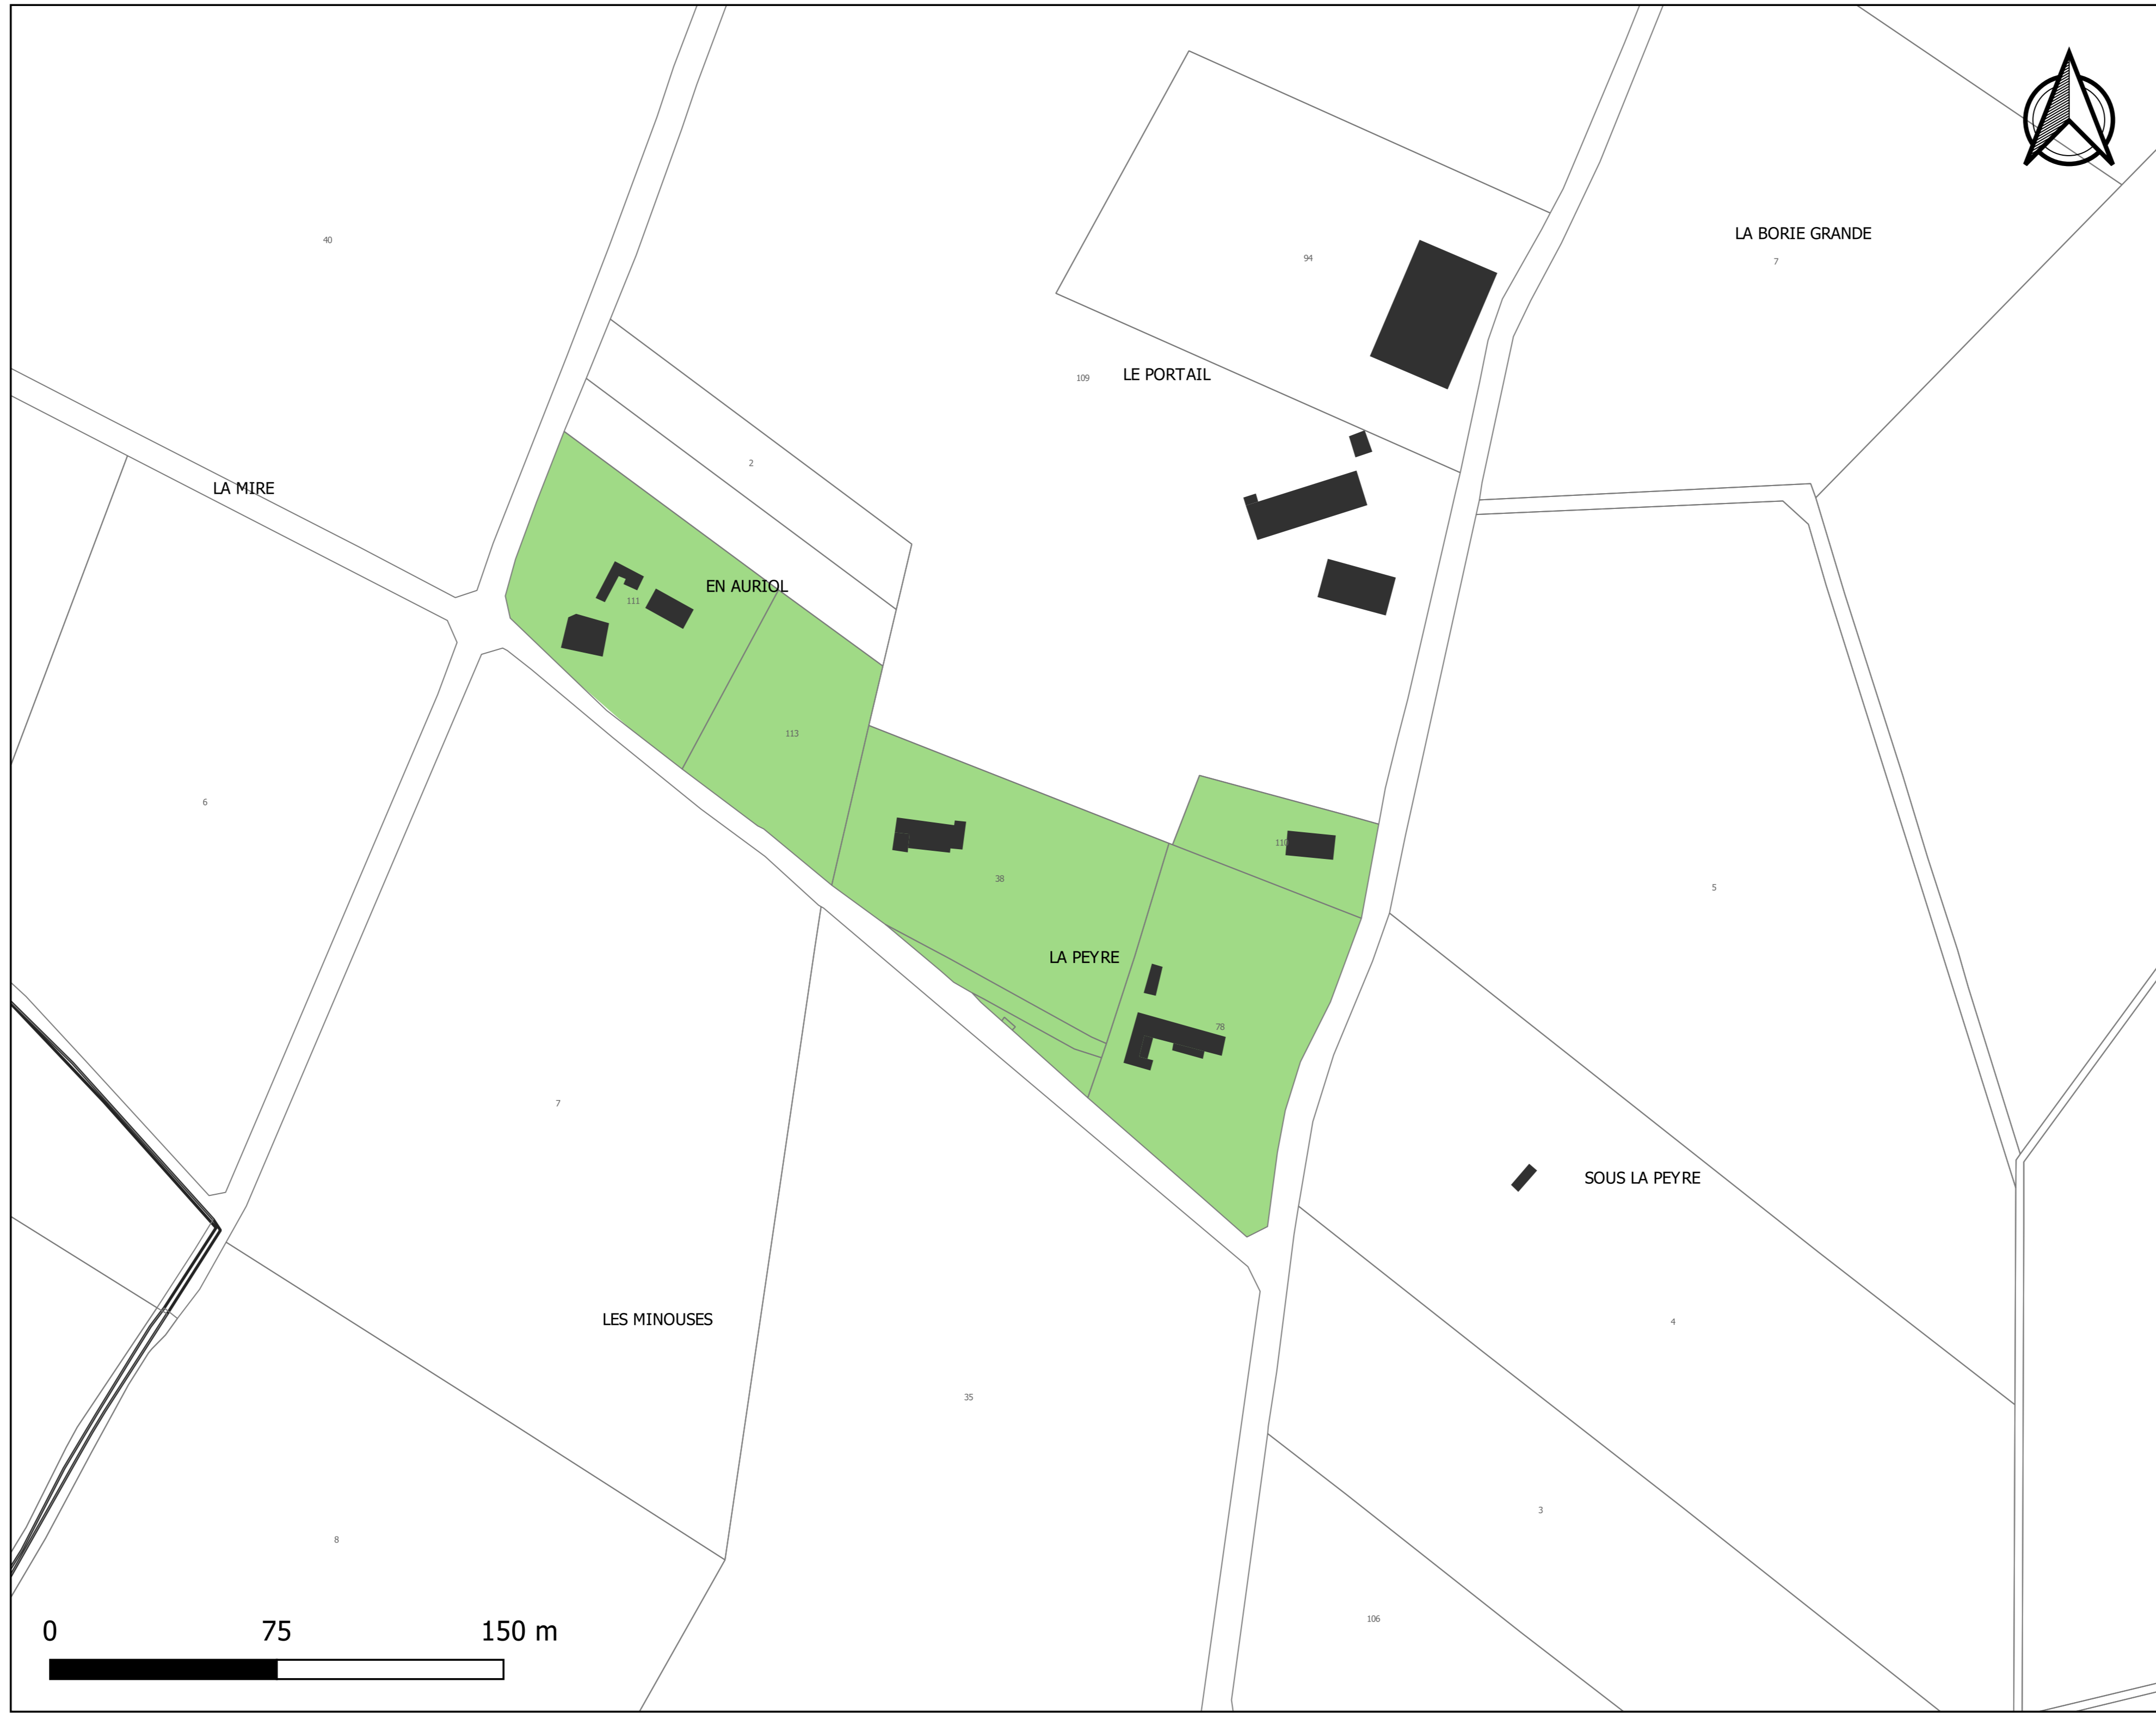 LA BORIE GRANDE
40
94
7
LE PORTAIL
109
2
LA MIRE
EN AURIOL
111
113
6
110
38
5
LA PEYRE
78
7
SOUS LA PEYRE
LES MINOUSES
4
35
3
8
106
0 75 150 m